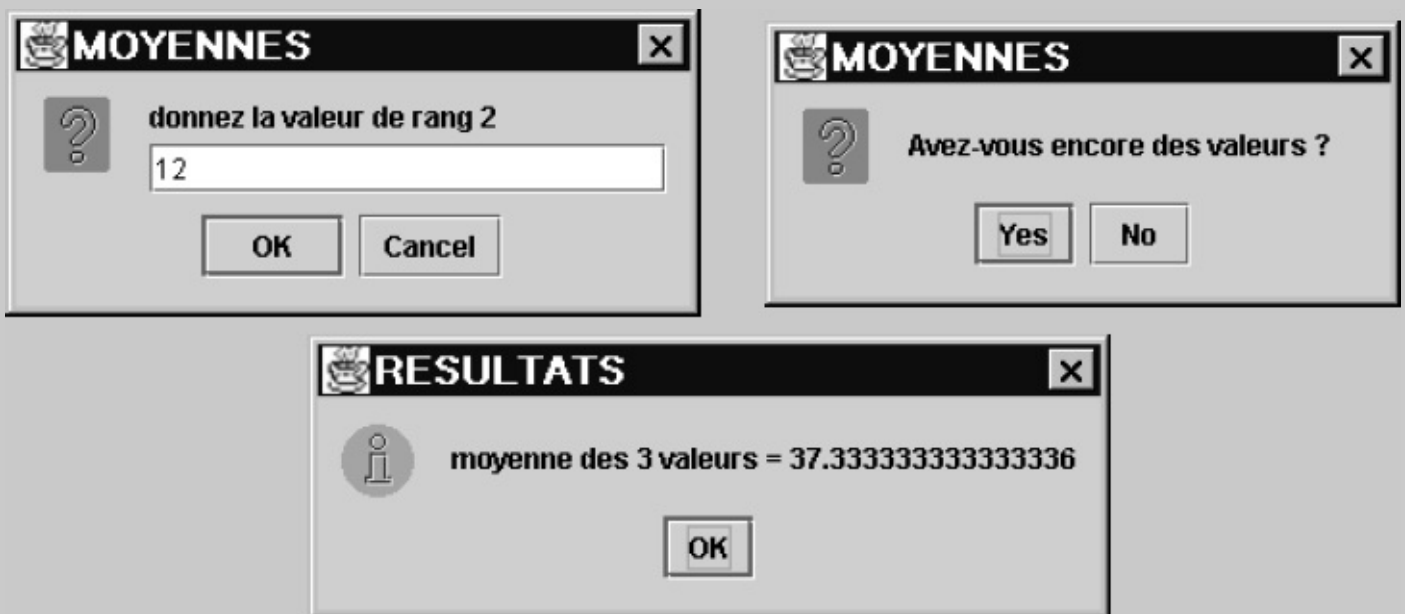 MOYENNES
donnez la valeur de rang 2
12
OK Cancel
MOYENNES
Avez-vous encore des valeurs ?
Yes No
RESULTATS
moyenne des 3 valeurs = 37.333333333333336
OK